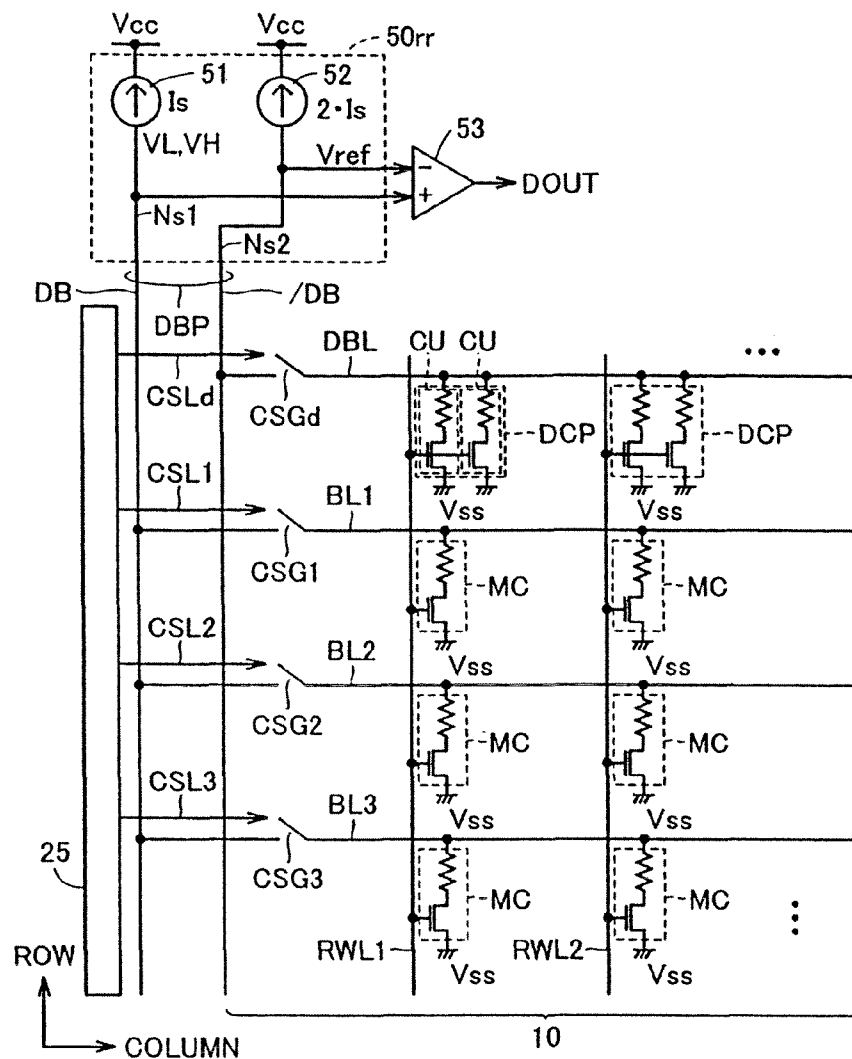 Vcc Vcc 50rr
51 52
Is 2·Is
VL,VH 53
Vref − DOUT
+
Ns1
Ns2
DB /DB
DBP DBL CU CU ...
CSLd CSGd DCP DCP
CSL1 BL1 Vss Vss
CSG1 MC MC
CSL2 BL2 Vss Vss
CSG2 MC MC
CSL3 BL3 Vss Vss
25 CSG3 MC MC
RWL1 RWL2
ROW Vss Vss
COLUMN 10